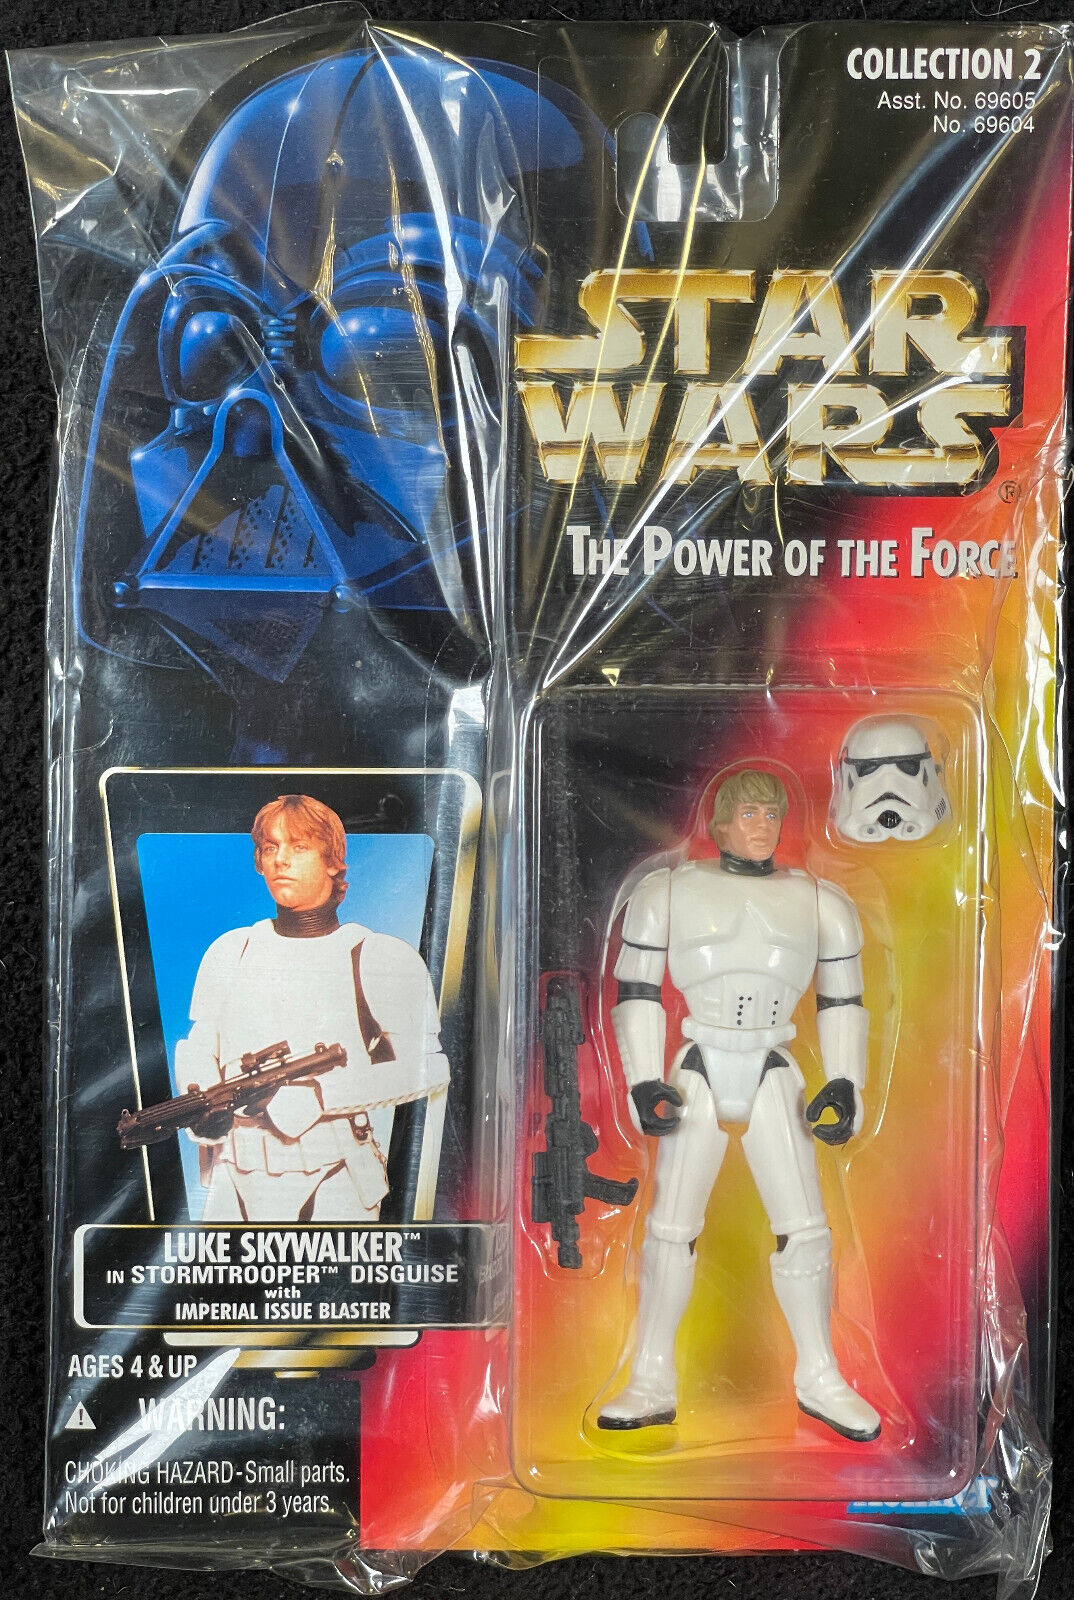 COLLECTION 2
Asst. No. 69605
No. 69604
STAR
WARS
®
THE POWER OF THE FORCE
LUKE SKYWALKER™
IN STORMTROOPER™ DISGUISE
with
IMPERIAL ISSUE BLASTER
AGES 4 & UP
WARNING:
CHOKING HAZARD-Small parts.
Not for children under 3 years.